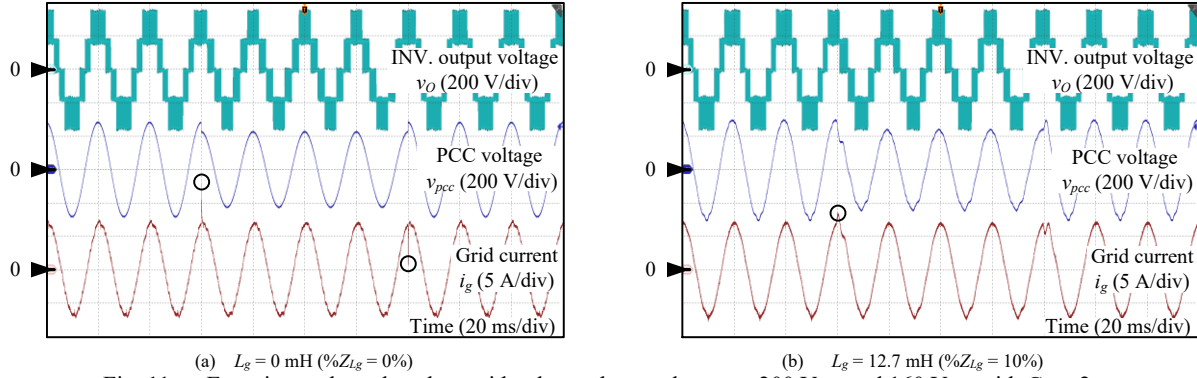 0
INV. output voltage
vO (200 V/div)
0
PCC voltage
vpcc (200 V/div)
0
Grid current
ig (5 A/div)
Time (20 ms/div)
(a) Lg = 0 mH (%ZLg = 0%)
0
INV. output voltage
vO (200 V/div)
0
PCC voltage
vpcc (200 V/div)
0
Grid current
ig (5 A/div)
Time (20 ms/div)
(b) Lg = 12.7 mH (%ZLg = 10%)